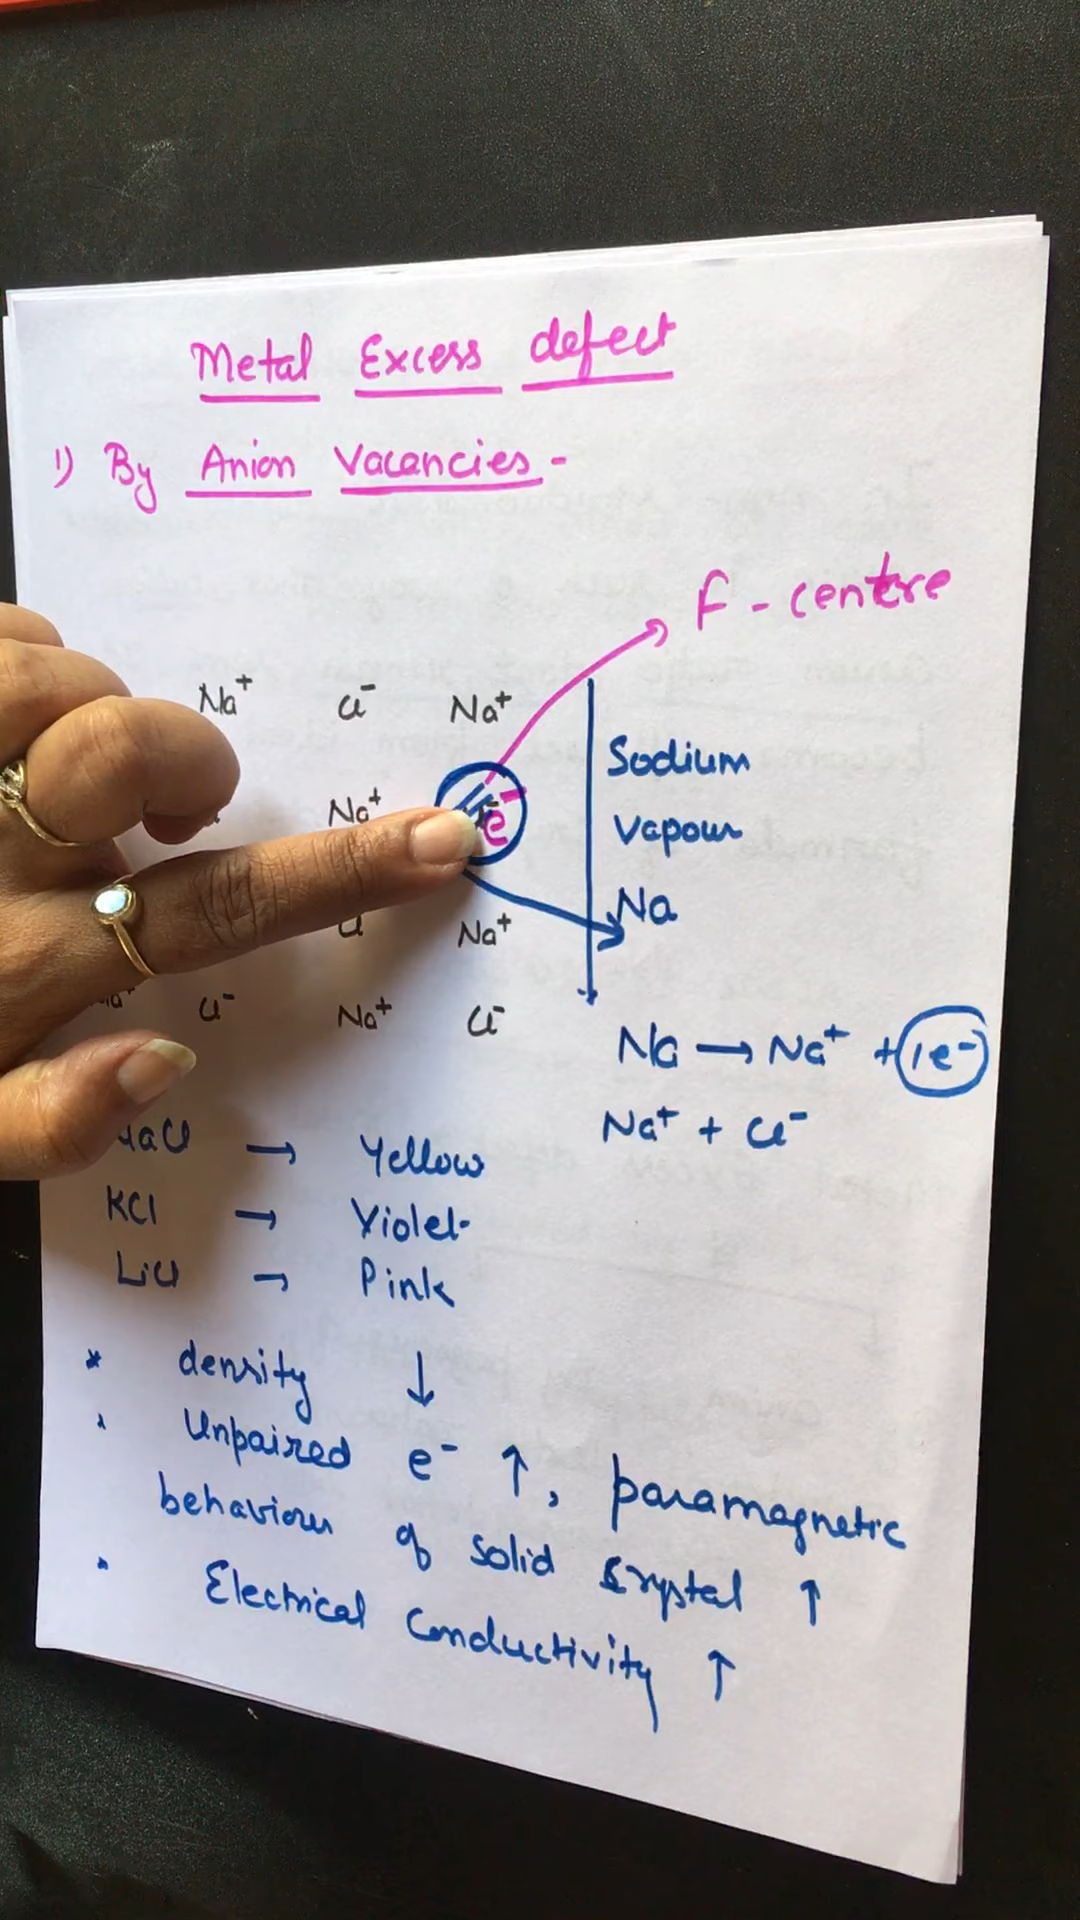 Metal Excess defect
1) By Anion Vacancies -
F - centre
Na⁺ Cl⁻ Na⁺
Na⁺ e⁻
Cl Na⁺
Cl⁻ Na⁺ Cl⁻
Sodium
Vapour
Na
Na → Na⁺ + 1e⁻
Na⁺ + Cl⁻
NaCl → Yellow
KCl → Violet
LiCl → Pink
* density ↓
* Unpaired e⁻ ↑, paramagnetic
behaviour of solid crystal ↑
* Electrical Conductivity ↑